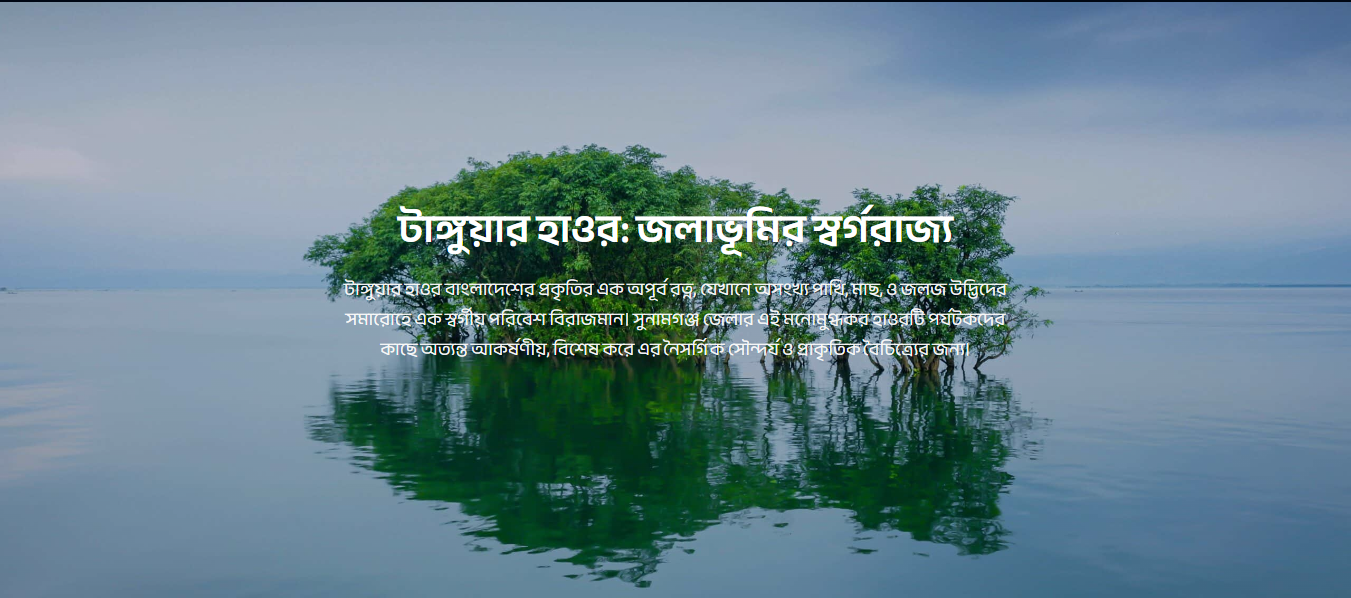 টাঙ্গুয়ার হাওর: জলাভূমির স্বর্গরাজ্য
টাঙ্গুয়ার হাওর বাংলাদেশের প্রকৃতির এক অপূর্ব রত্ন, যেখানে অসংখ্য পাখি, মাছ, ও জলজ উদ্ভিদের
সমারোহে এক স্বর্গীয় পরিবেশ বিরাজমান। সুনামগঞ্জ জেলার এই মনোমুগ্ধকর হাওরটি পর্যটকদের
কাছে অত্যন্ত আকর্ষণীয়, বিশেষ করে এর নৈসর্গিক সৌন্দর্য ও প্রাকৃতিক বৈচিত্র্যের জন্য।